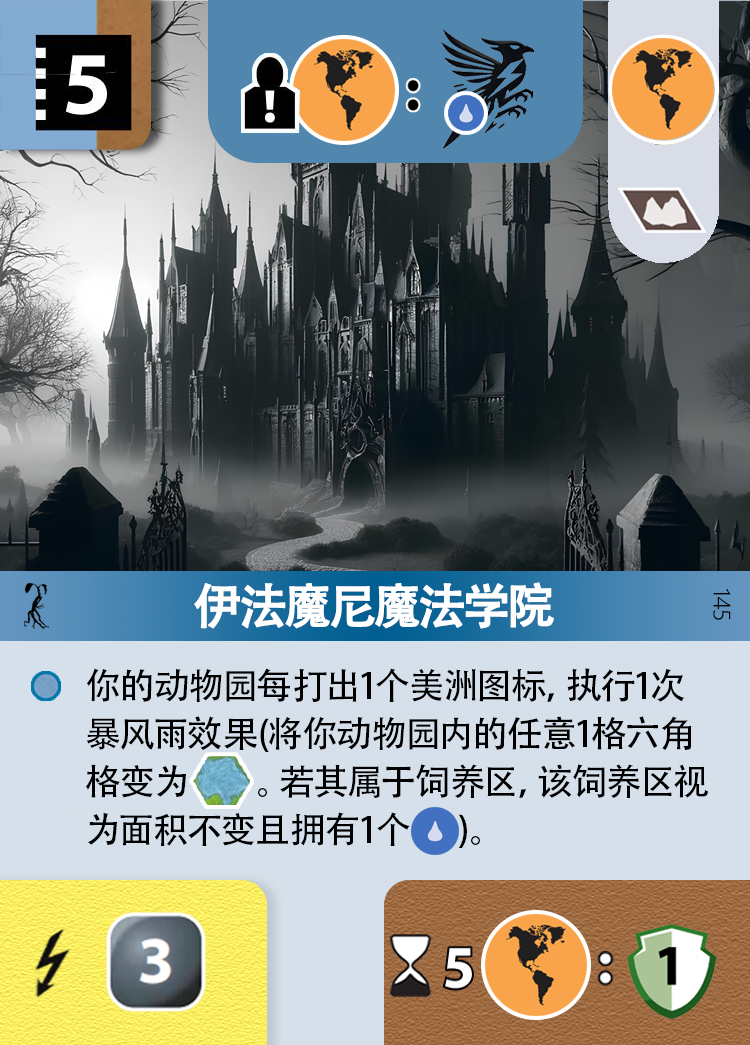 5
!
:
伊法魔尼魔法学院
145
你的动物园每打出1个美洲图标, 执行1次
暴风雨效果(将你动物园内的任意1格六角
格变为 。若其属于饲养区, 该饲养区视
为面积不变且拥有1个 )。
3
5 : 1